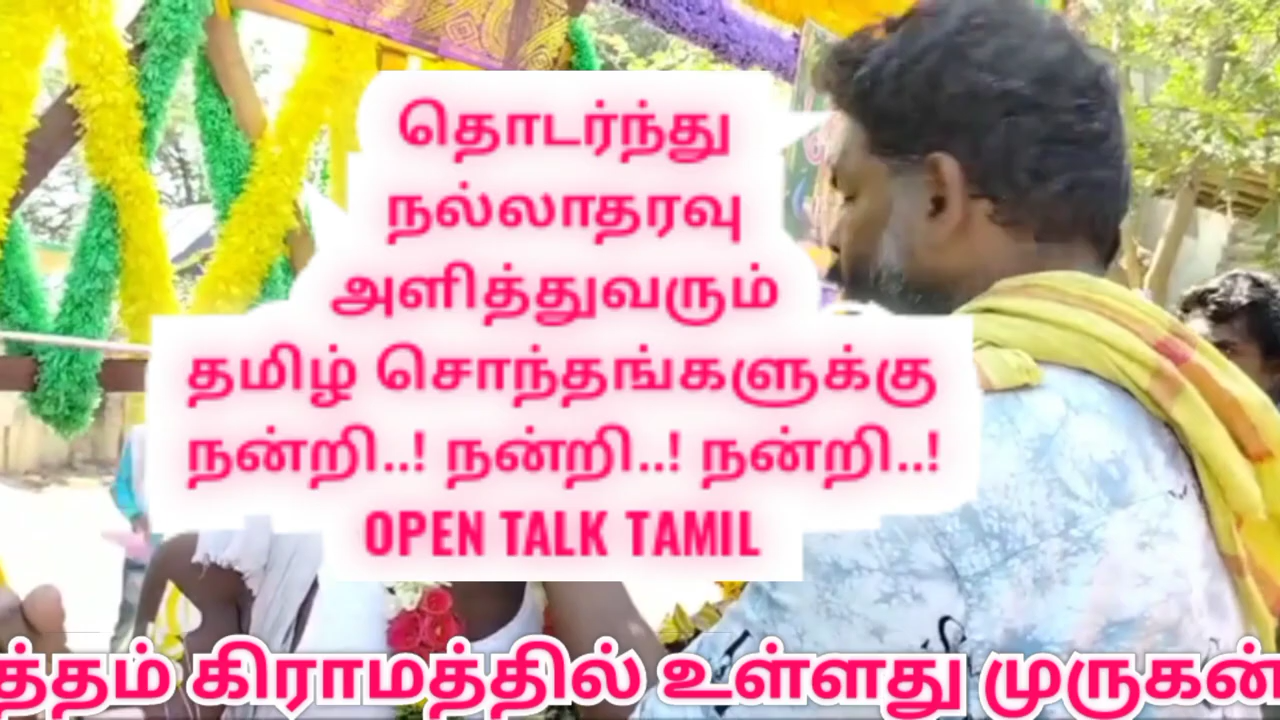 தொடர்ந்து
நல்லாதரவு
அளித்துவரும்
தமிழ் சொந்தங்களுக்கு
நன்றி..! நன்றி..! நன்றி..!
OPEN TALK TAMIL
கிராமத்தில் உள்ளது முருகன்